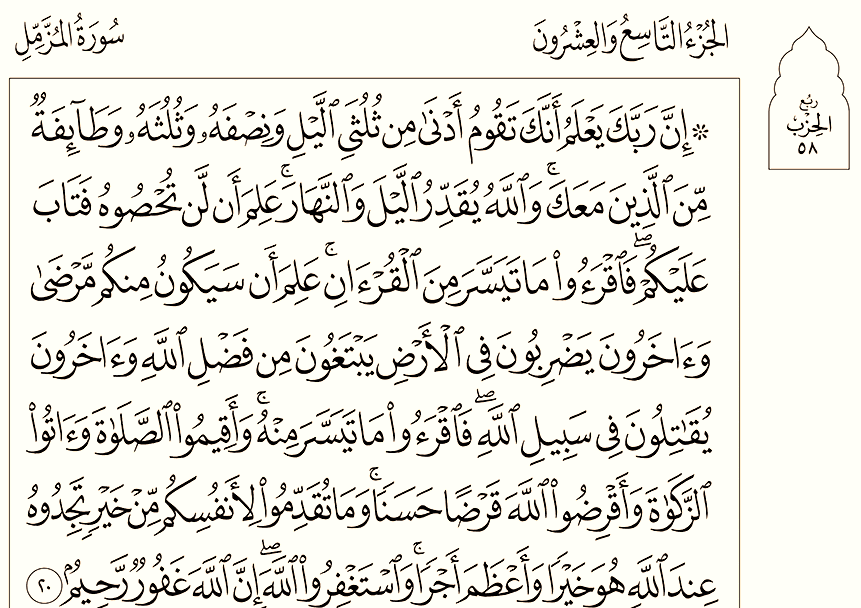 الجُزْءُ التَّاسِعُ وَالعِشْرُونَ
سُورَةُ المُزَّمِّلِ
رُبُع
الحِزْب
٥٨
۞ إِنَّ رَبَّكَ يَعْلَمُ أَنَّكَ تَقُومُ أَدْنَىٰ مِن ثُلُثَيِ ٱلَّيْلِ وَنِصْفَهُۥ وَثُلُثَهُۥ وَطَآئِفَةٌ
مِّنَ ٱلَّذِينَ مَعَكَۚ وَٱللَّهُ يُقَدِّرُ ٱلَّيْلَ وَٱلنَّهَارَۚ عَلِمَ أَن لَّن تُحْصُوهُ فَتَابَ
عَلَيْكُمْۖ فَٱقْرَءُوا۟ مَا تَيَسَّرَ مِنَ ٱلْقُرْءَانِۚ عَلِمَ أَن سَيَكُونُ مِنكُم مَّرْضَىٰ
وَءَاخَرُونَ يَضْرِبُونَ فِى ٱلْأَرْضِ يَبْتَغُونَ مِن فَضْلِ ٱللَّهِ وَءَاخَرُونَ
يُقَٰتِلُونَ فِى سَبِيلِ ٱللَّهِۖ فَٱقْرَءُوا۟ مَا تَيَسَّرَ مِنْهُۚ وَأَقِيمُوا۟ ٱلصَّلَوٰةَ وَءَاتُوا۟
ٱلزَّكَوٰةَ وَأَقْرِضُوا۟ ٱللَّهَ قَرْضًا حَسَنًاۚ وَمَا تُقَدِّمُوا۟ لِأَنفُسِكُم مِّنْ خَيْرٍ تَجِدُوهُ
عِندَ ٱللَّهِ هُوَ خَيْرًا وَأَعْظَمَ أَجْرًاۚ وَٱسْتَغْفِرُوا۟ ٱللَّهَۖ إِنَّ ٱللَّهَ غَفُورٌ رَّحِيمٌۢ ٢٠